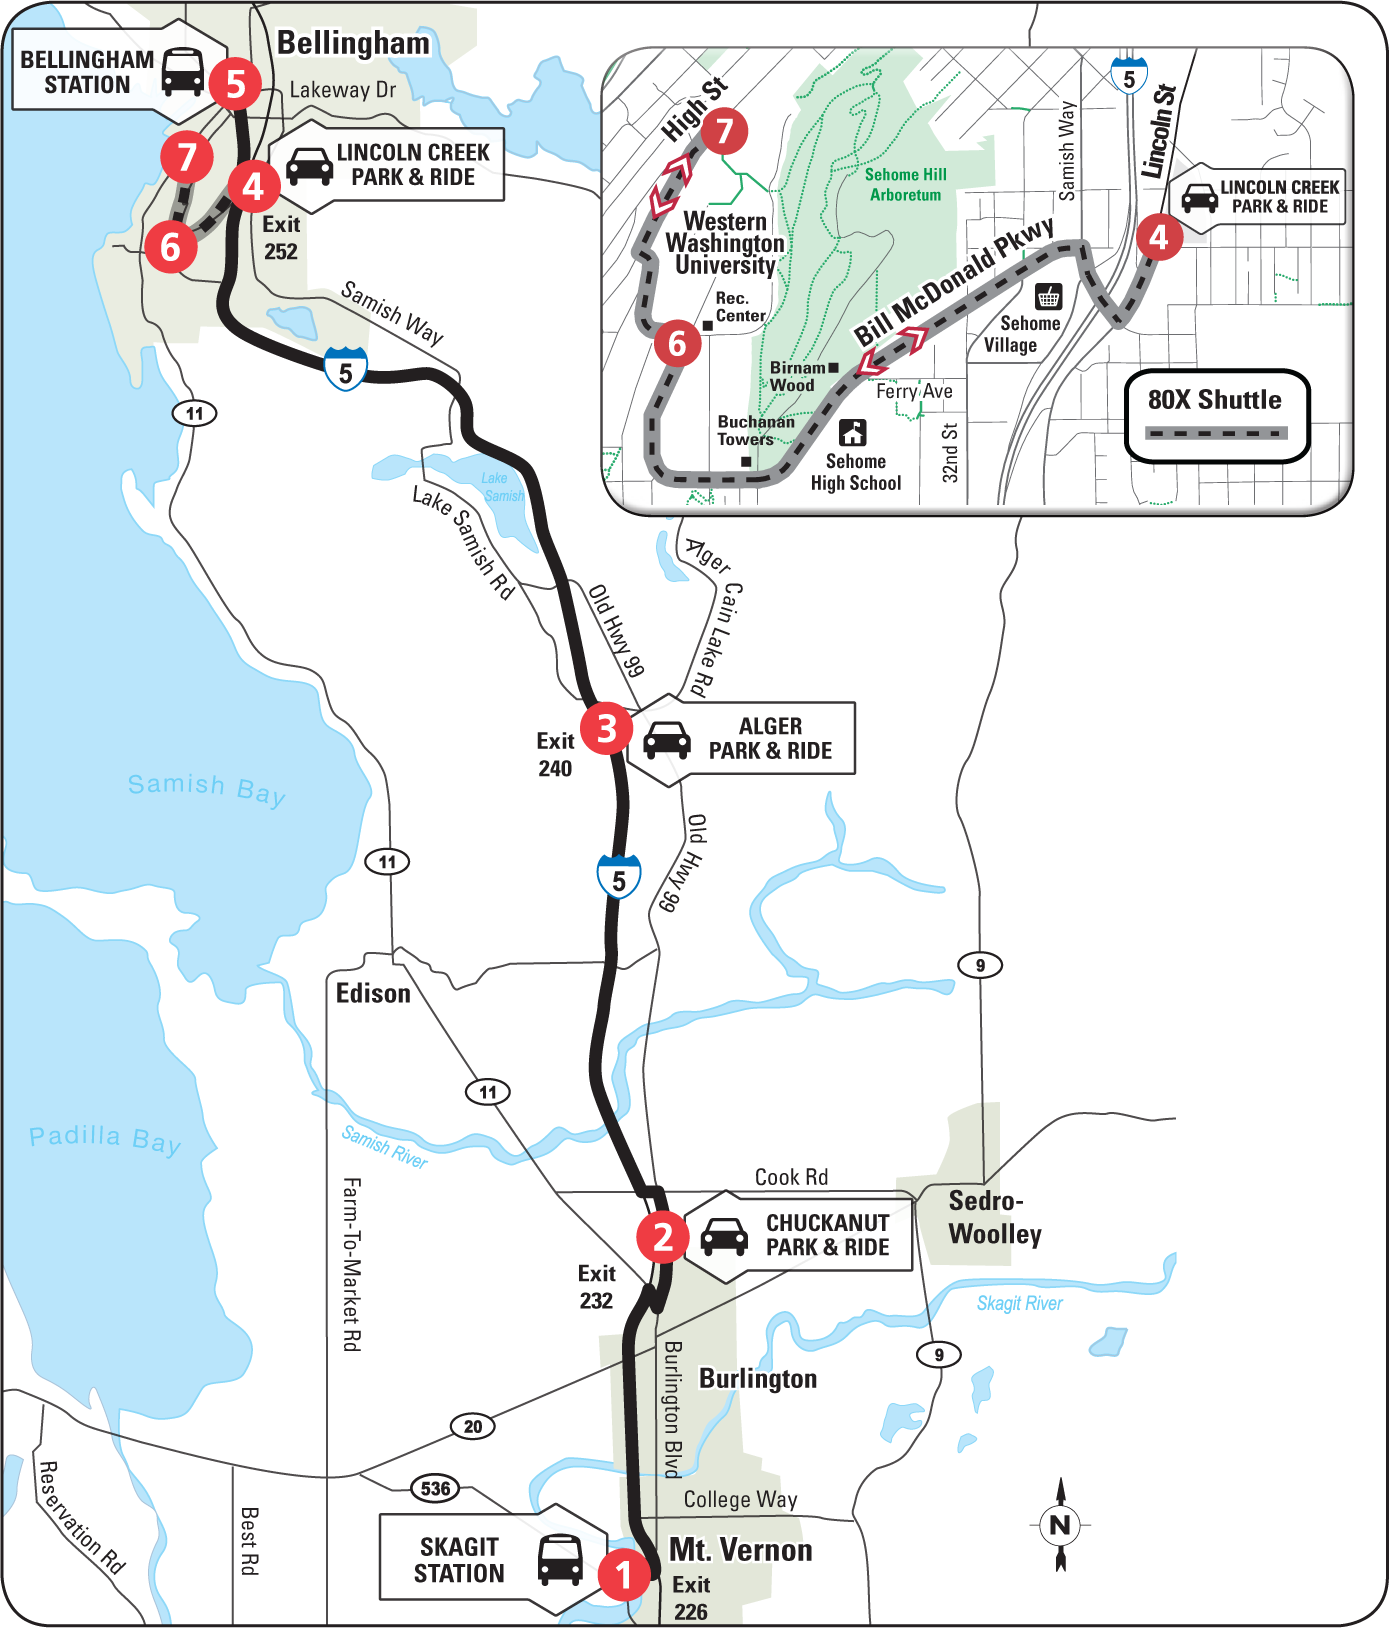 BELLINGHAM
STATION
5
Bellingham
Lakeway Dr
7
4
LINCOLN CREEK
PARK & RIDE
6
Exit
252
Samish Way
5
11
Lake
Samish
Lake Samish Rd
Old Hwy 99
Alger
Cain Lake Rd
3
Exit
240
ALGER
PARK & RIDE
Samish Bay
Old Hwy 99
11
5
9
Edison
11
Padilla Bay
Samish River
Farm-To-Market Rd
Cook Rd
Sedro-
Woolley
2
CHUCKANUT
PARK & RIDE
Exit
232
Skagit River
9
Burlington
Burlington Blvd
20
536
Reservation Rd
Best Rd
College Way
SKAGIT
STATION
1
Mt. Vernon
Exit
226
N
High St
7
5
Samish Way
Lincoln St
Sehome Hill
Arboretum
LINCOLN CREEK
PARK & RIDE
4
Western
Washington
University
Bill McDonald Pkwy
Rec.
Center
6
Sehome
Village
Birnam
Wood
Ferry Ave
Buchanan
Towers
Sehome
High School
32nd St
80X Shuttle